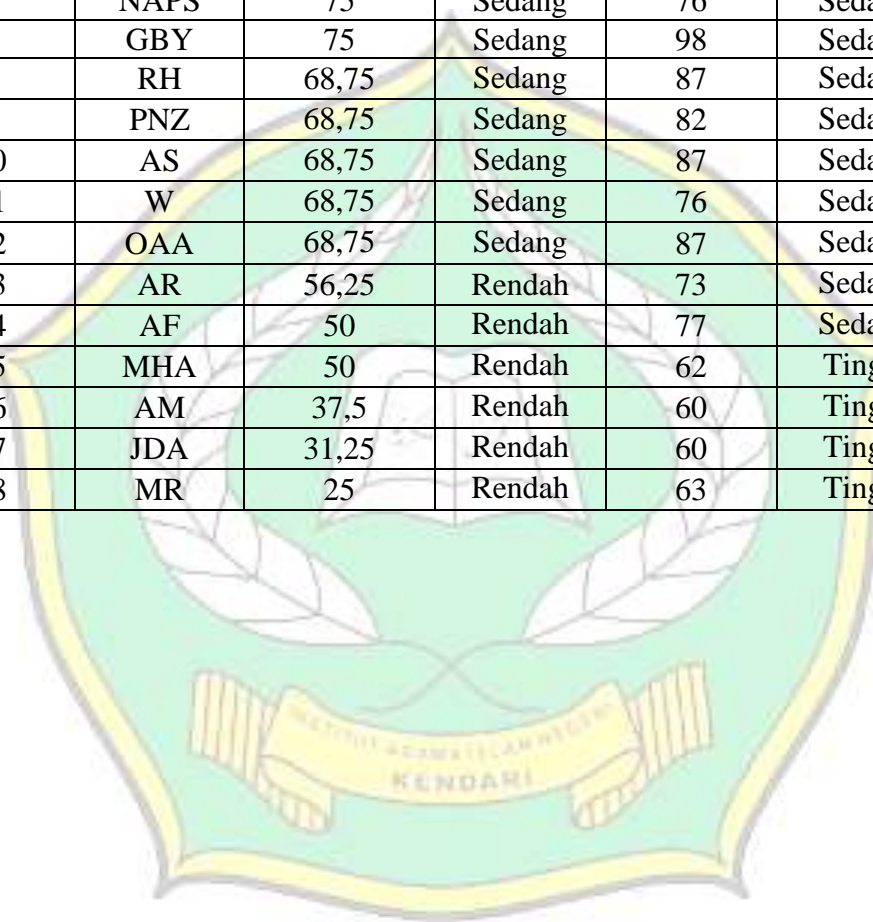 NAPS 75 Sedang 76 Seda
GBY 75 Sedang 98 Seda
RH 68,75 Sedang 87 Seda
PNZ 68,75 Sedang 82 Seda
0 AS 68,75 Sedang 87 Seda
1 W 68,75 Sedang 76 Seda
2 OAA 68,75 Sedang 87 Seda
3 AR 56,25 Rendah 73 Seda
4 AF 50 Rendah 77 Seda
5 MHA 50 Rendah 62 Ting
6 AM 37,5 Rendah 60 Ting
7 JDA 31,25 Rendah 60 Ting
8 MR 25 Rendah 63 Ting
INSTITUT AGAMA ISLAM NEGERI
KENDARI